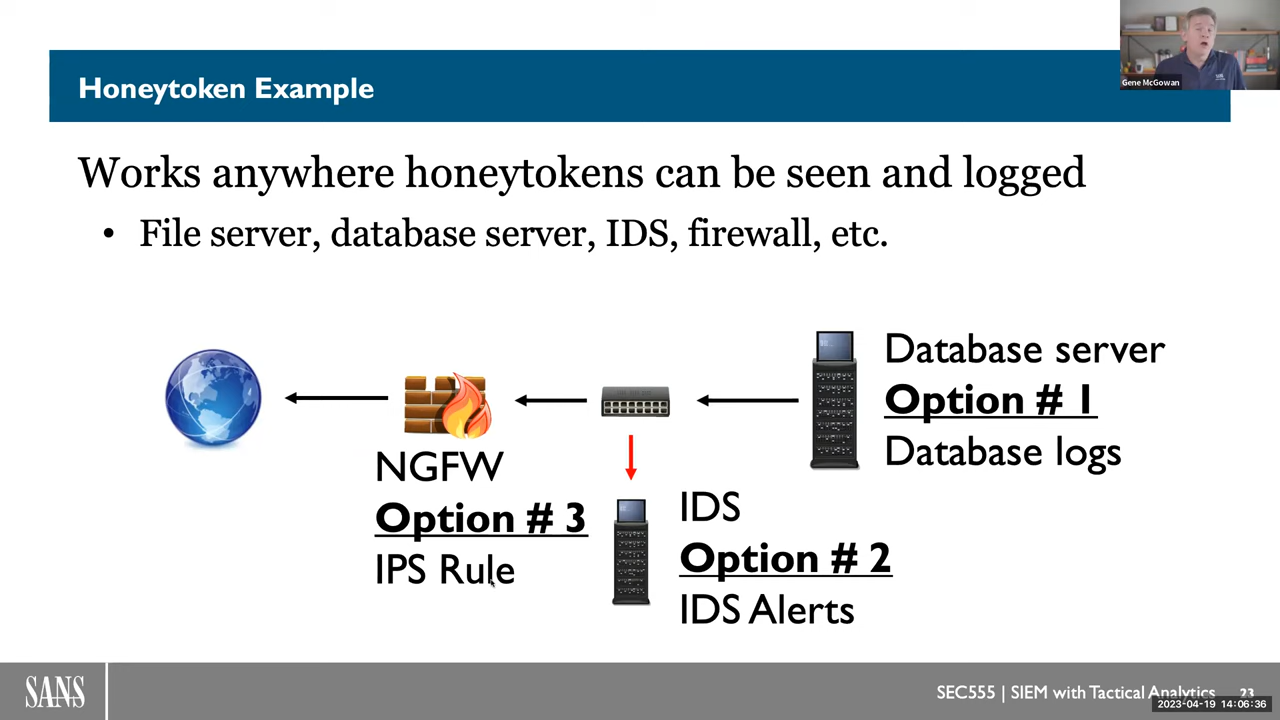 Gene McGowan
Honeytoken Example
Works anywhere honeytokens can be seen and logged
• File server, database server, IDS, firewall, etc.
Database server
Option # 1
Database logs
NGFW
Option # 3
IPS Rule
IDS
Option # 2
IDS Alerts
SANS
SEC555 | SIEM with Tactical Analytics 23
2023-04-19 14:06:36